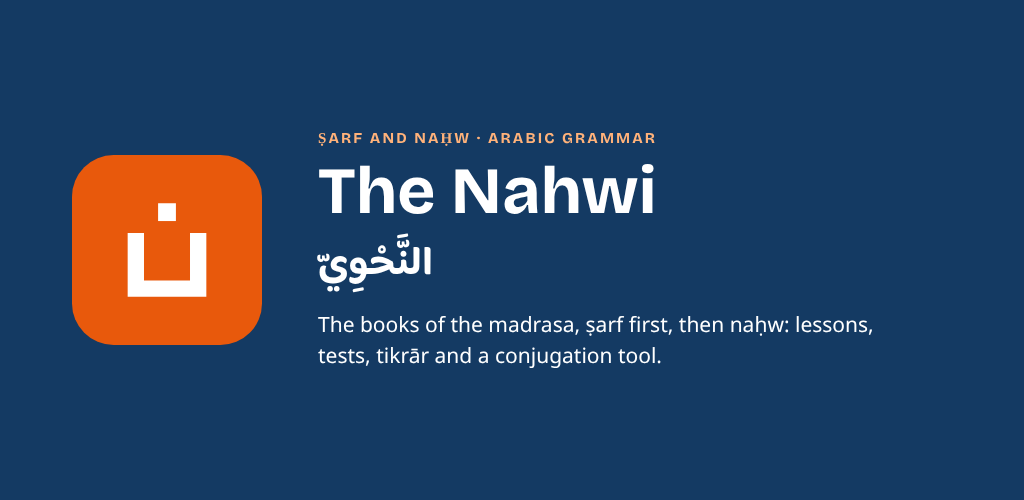 ن
ṢARF AND NAḤW · ARABIC GRAMMAR
The Nahwi
النَّحْوِيّ
The books of the madrasa, ṣarf first, then naḥw: lessons,
tests, tikrār and a conjugation tool.